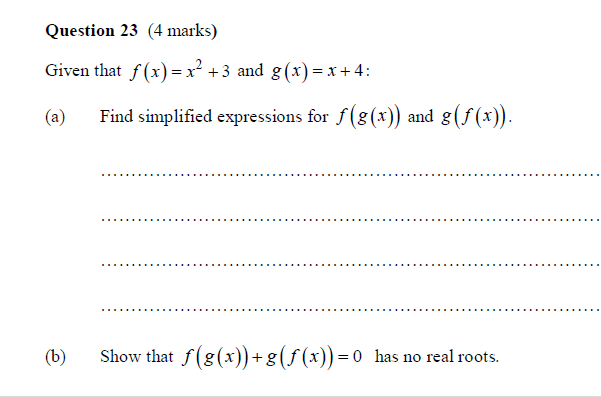 Question 23 (4 marks)
Given that f(x) = x² + 3 and g(x) = x + 4:
(a) Find simplified expressions for f(g(x)) and g(f(x)).
(b) Show that f(g(x)) + g(f(x)) = 0 has no real roots.